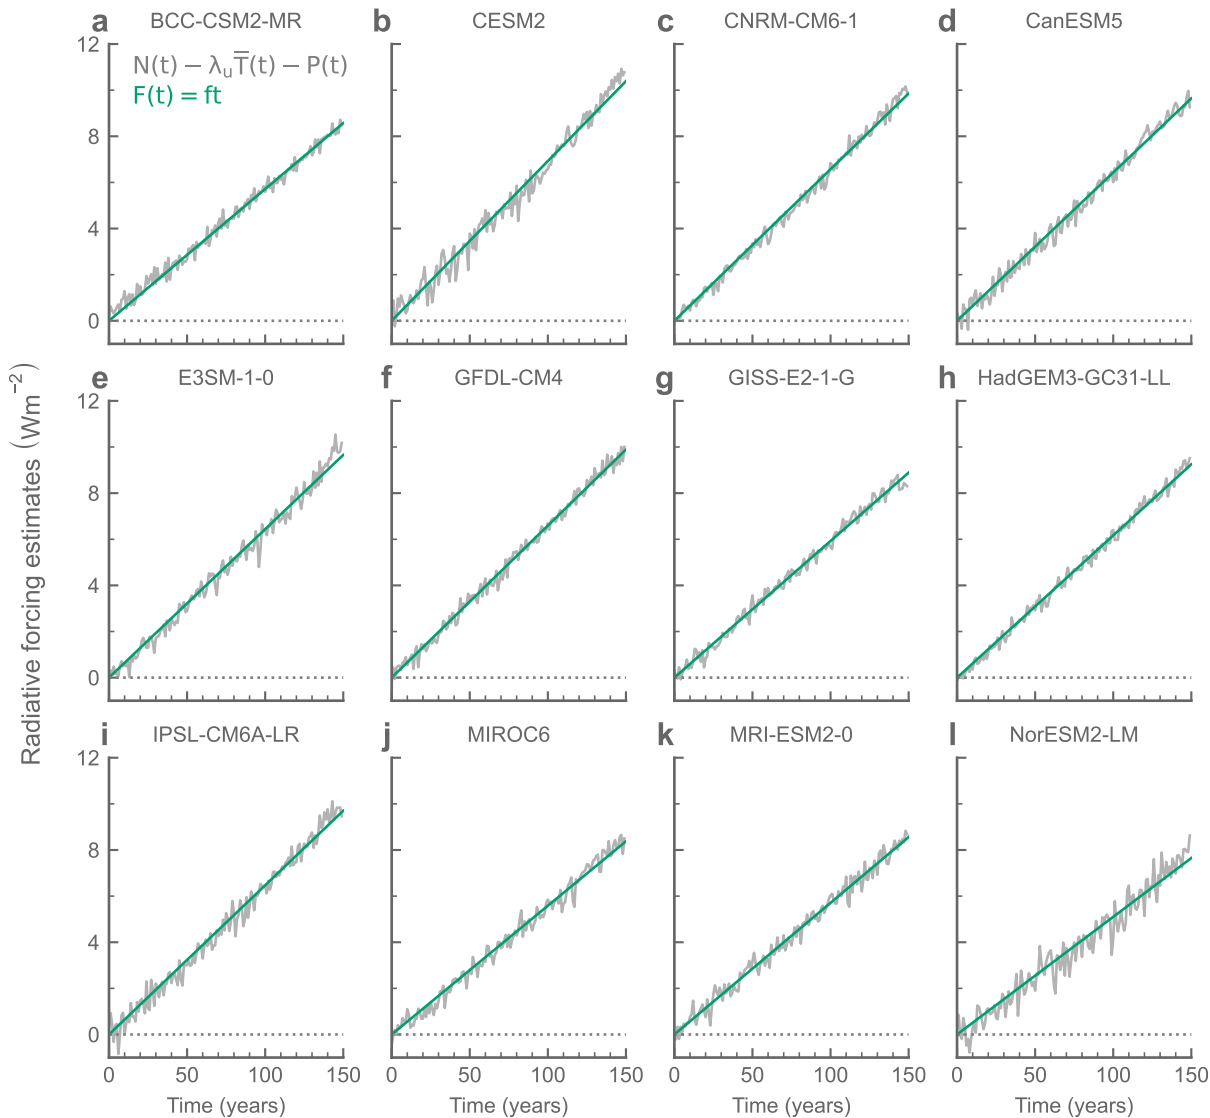 a BCC-CSM2-MR
b CESM2
c CNRM-CM6-1
d CanESM5
12
8
4
0
N(t) − λᵤT̅(t) − P(t)
F(t) = ft
e E3SM-1-0
f GFDL-CM4
g GISS-E2-1-G
h HadGEM3-GC31-LL
12
8
4
0
Radiative forcing estimates (Wm⁻²)
i IPSL-CM6A-LR
j MIROC6
k MRI-ESM2-0
l NorESM2-LM
12
8
4
0
0 50 100 150
0 50 100 150
0 50 100 150
0 50 100 150
Time (years)
Time (years)
Time (years)
Time (years)